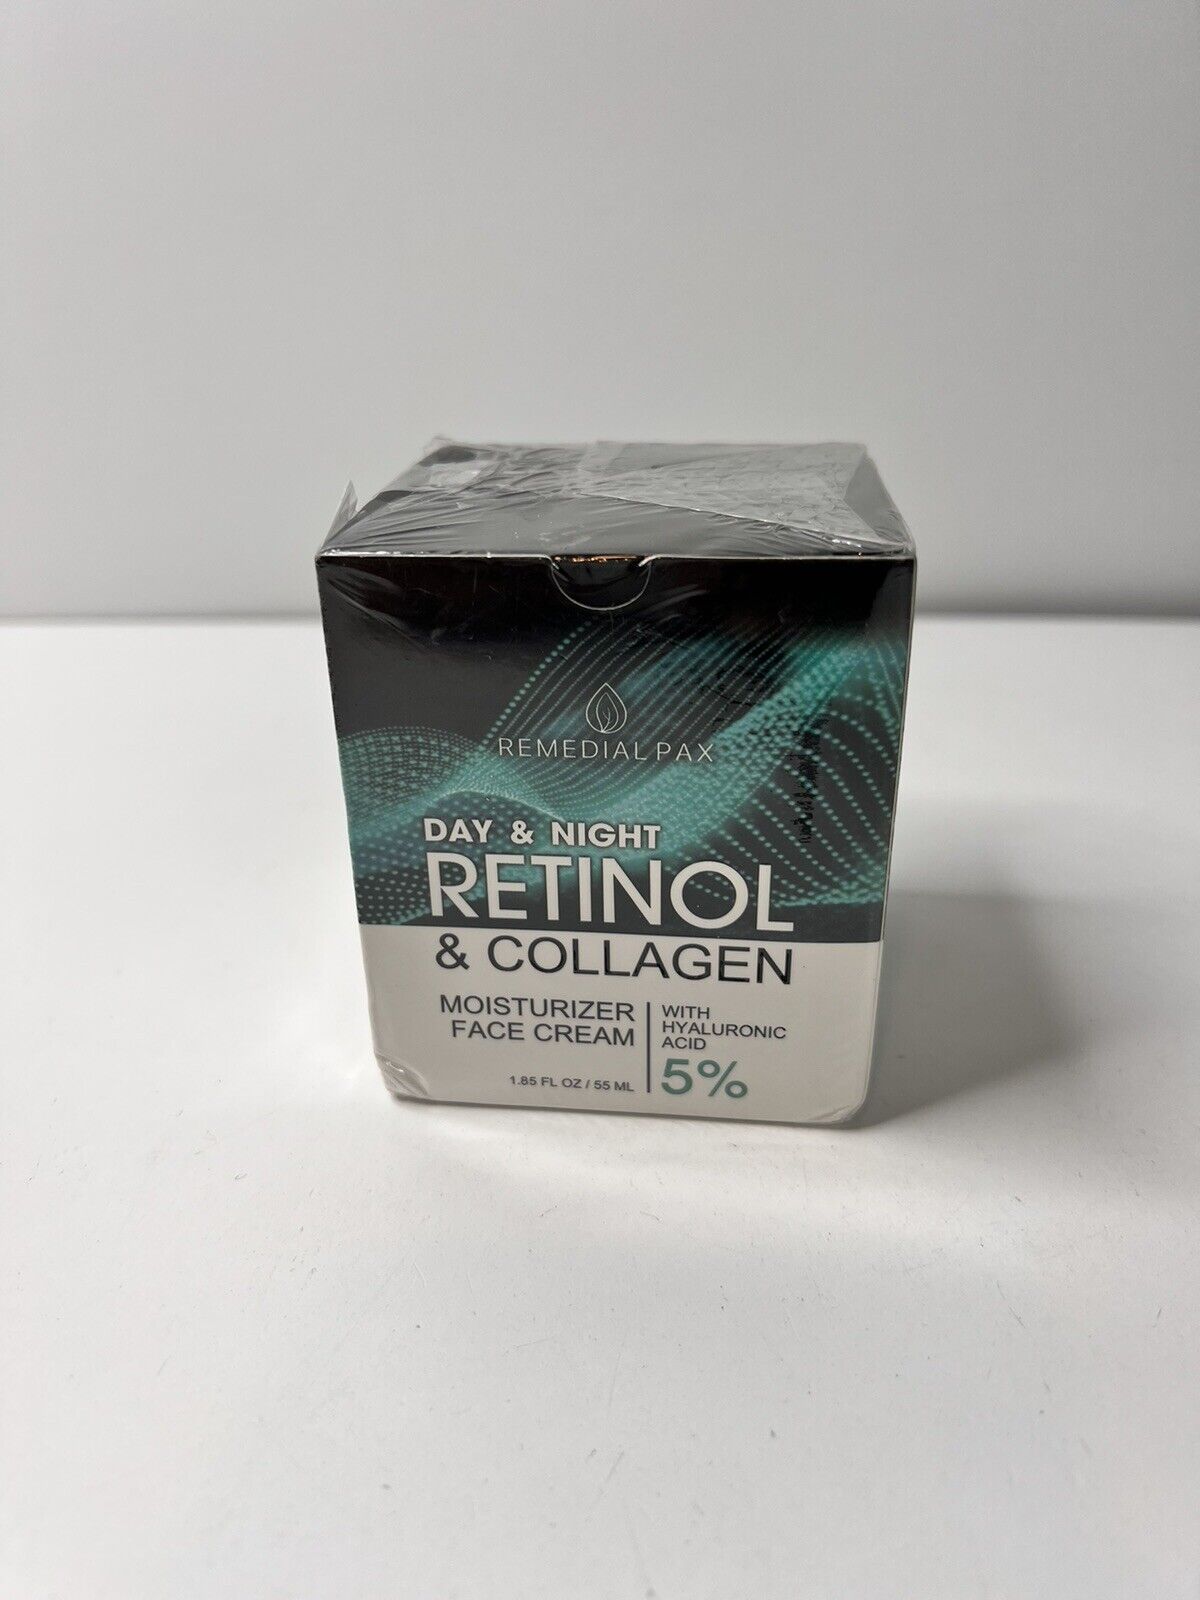 REMEDIAL PAX
DAY & NIGHT
RETINOL
& COLLAGEN
MOISTURIZER
FACE CREAM
1.85 FL OZ / 55 ML
WITH
HYALURONIC
ACID
5%